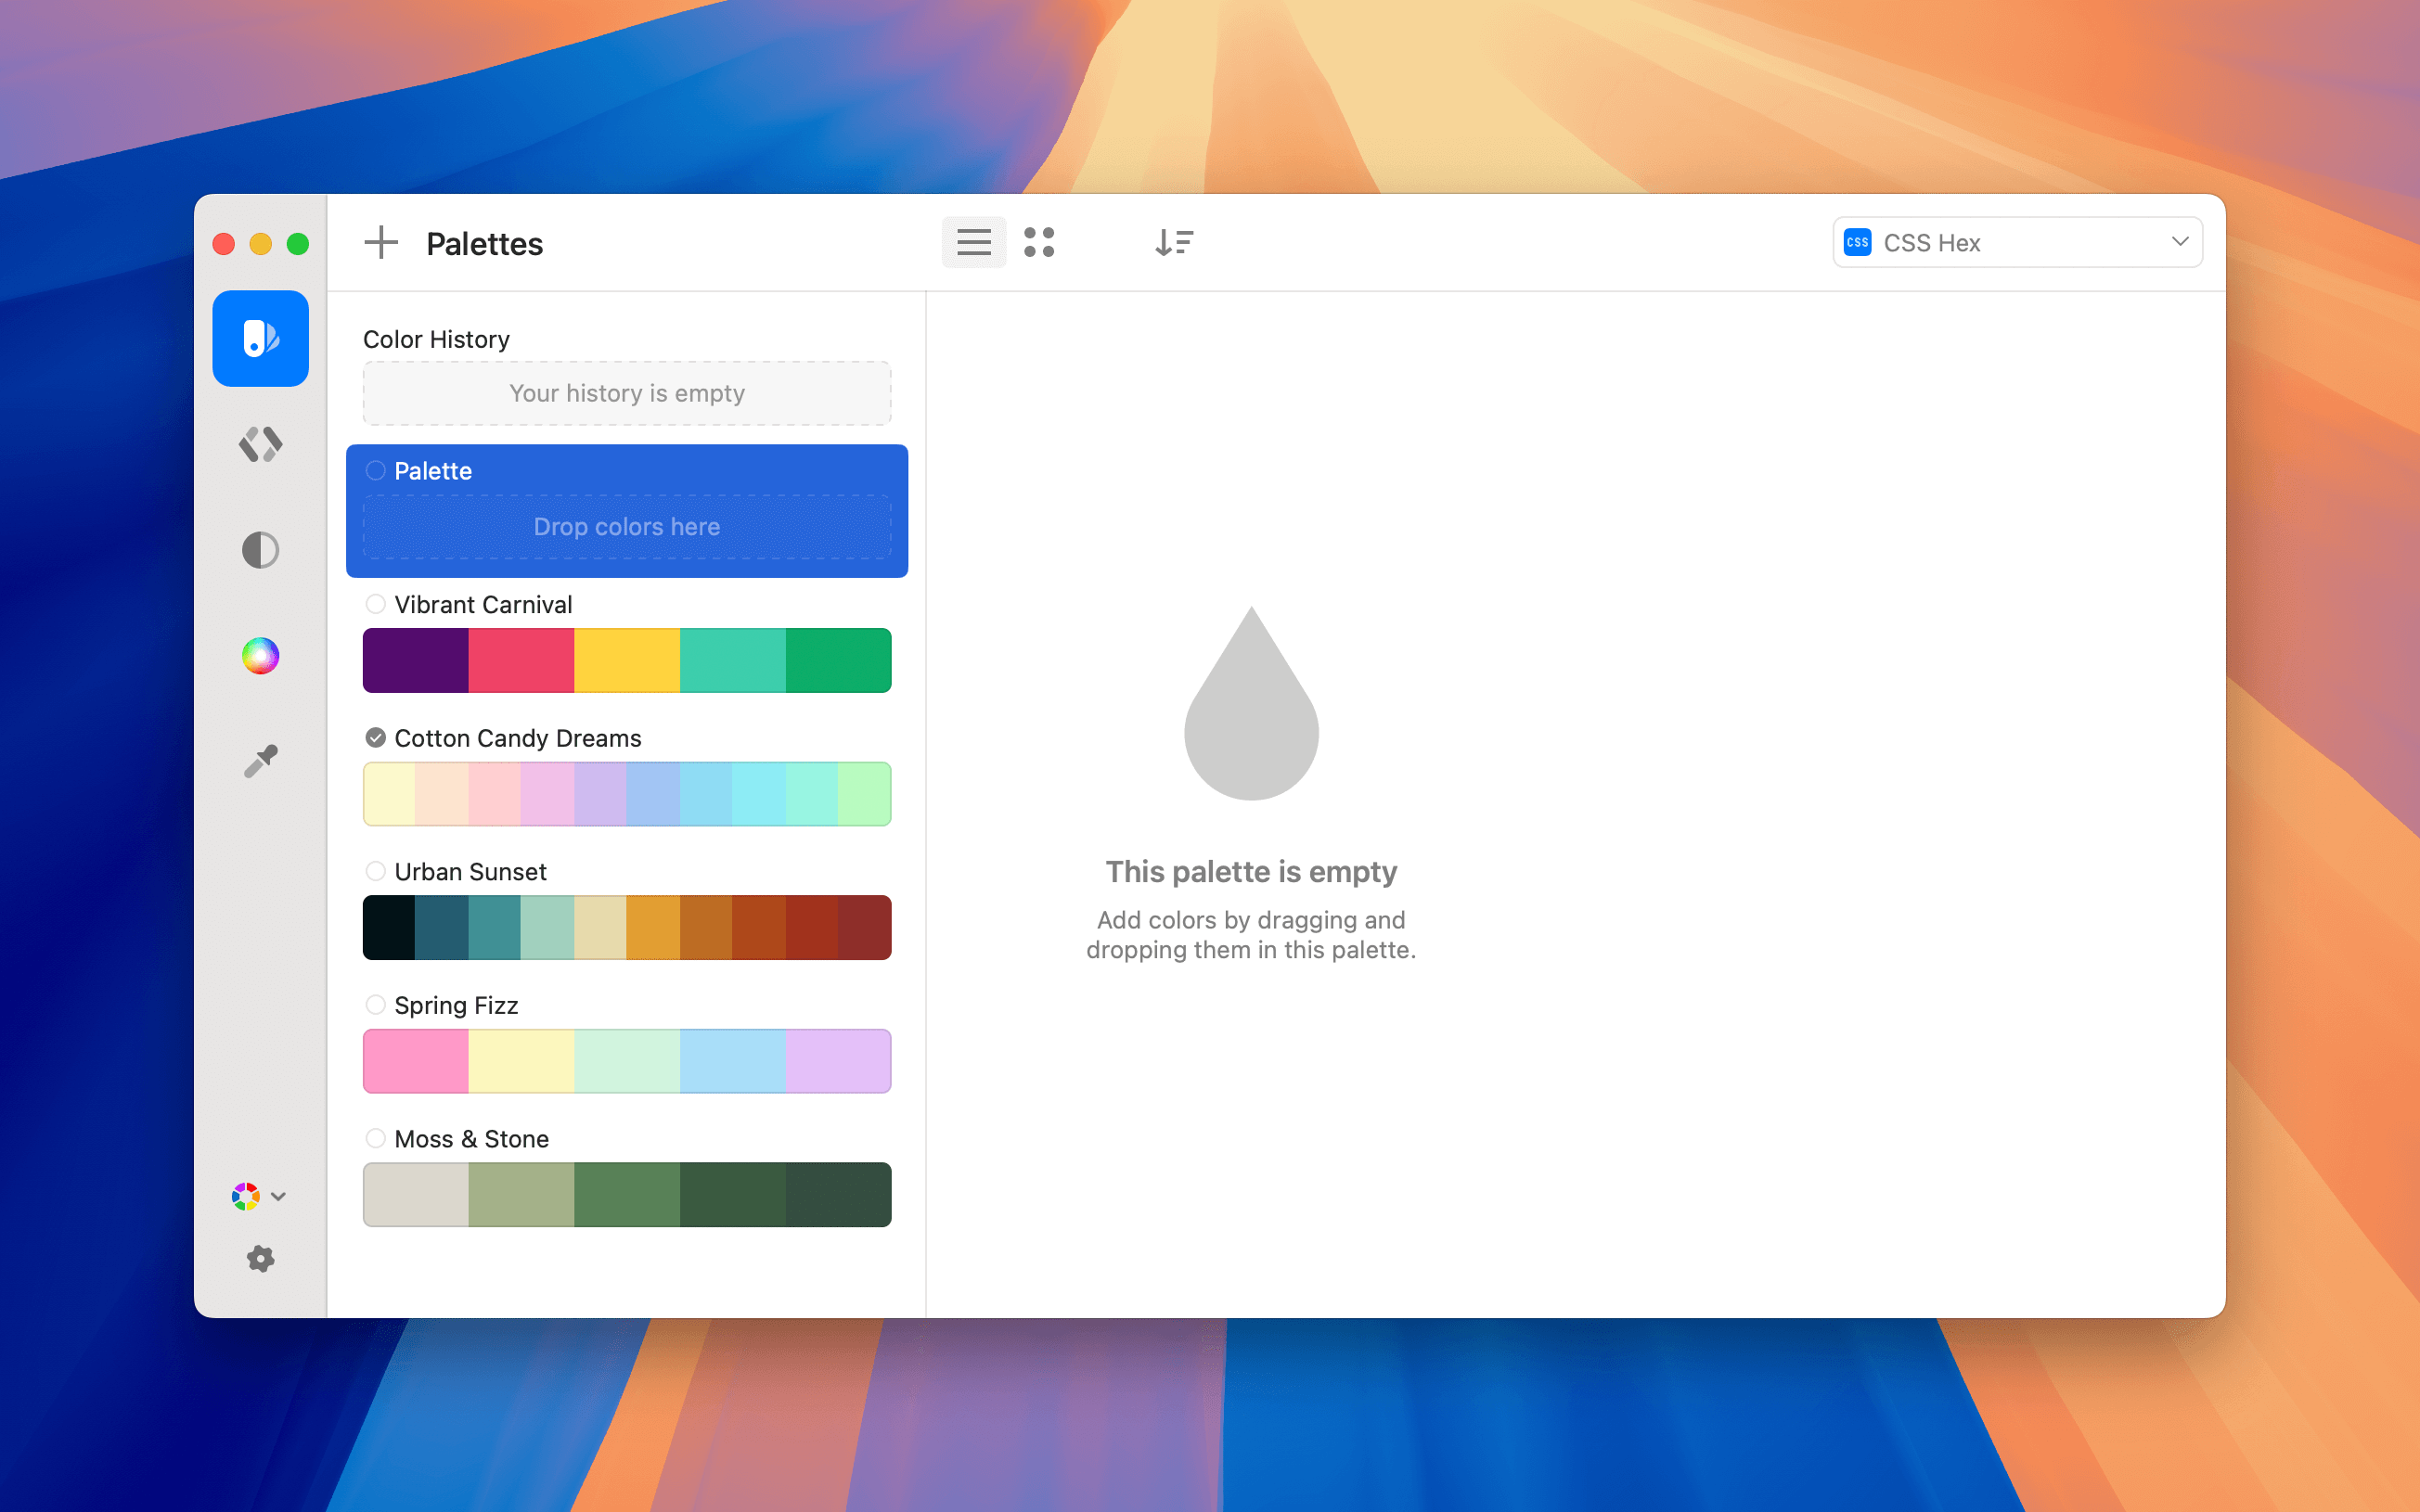 Palettes
CSS
CSS Hex
Color History
Your history is empty
Palette
Drop colors here
Vibrant Carnival
Cotton Candy Dreams
Urban Sunset
Spring Fizz
Moss & Stone
This palette is empty
Add colors by dragging and
dropping them in this palette.